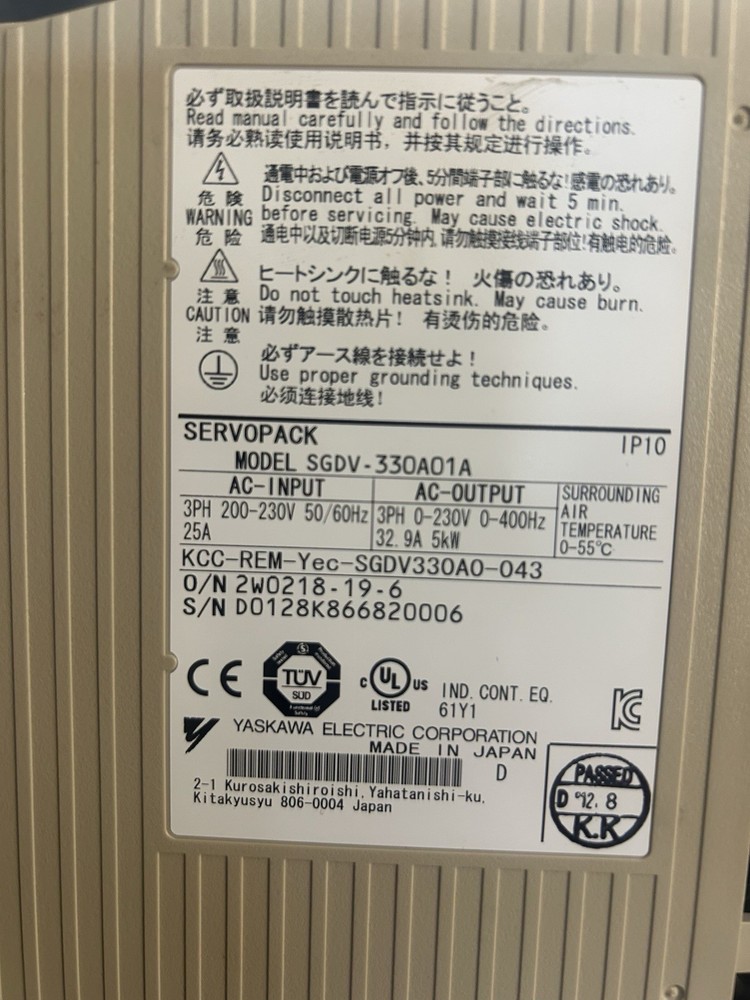 必ず取扱説明書を読んで指示に従うこと。
Read manual carefully and follow the directions.
请务必熟读使用说明书，并按其规定进行操作。
危険
WARNING
危险
通電中および電源オフ後、5分間端子部に触るな!感電の恐れあり。
Disconnect all power and wait 5 min.
before servicing. May cause electric shock.
通电中以及切断电源5分钟内，请勿触摸接线端子部位!有触电的危险。
注意
CAUTION
注意
ヒートシンクに触るな! 火傷の恐れあり。
Do not touch heatsink. May cause burn.
请勿触摸散热片! 有烫伤的危险。
必ずアース線を接続せよ!
Use proper grounding techniques.
必须连接地线!
SERVOPACK IP10
MODEL SGDV-330A01A
AC-INPUT
3PH 200-230V 50/60Hz
25A
AC-OUTPUT
3PH 0-230V 0-400Hz
32.9A 5kW
SURROUNDING
AIR
TEMPERATURE
0-55℃
KCC-REM-Yec-SGDV330A0-043
O/N 2W0218-19-6
S/N D0128K866820006
CE
TÜV
SÜD
c UL us
LISTED
IND. CONT. EQ.
61Y1
YASKAWA ELECTRIC CORPORATION
MADE IN JAPAN
D
2-1 Kurosakishiroishi, Yahatanishi-ku,
Kitakyusyu 806-0004 Japan
PASSED
D '12.8
K.K